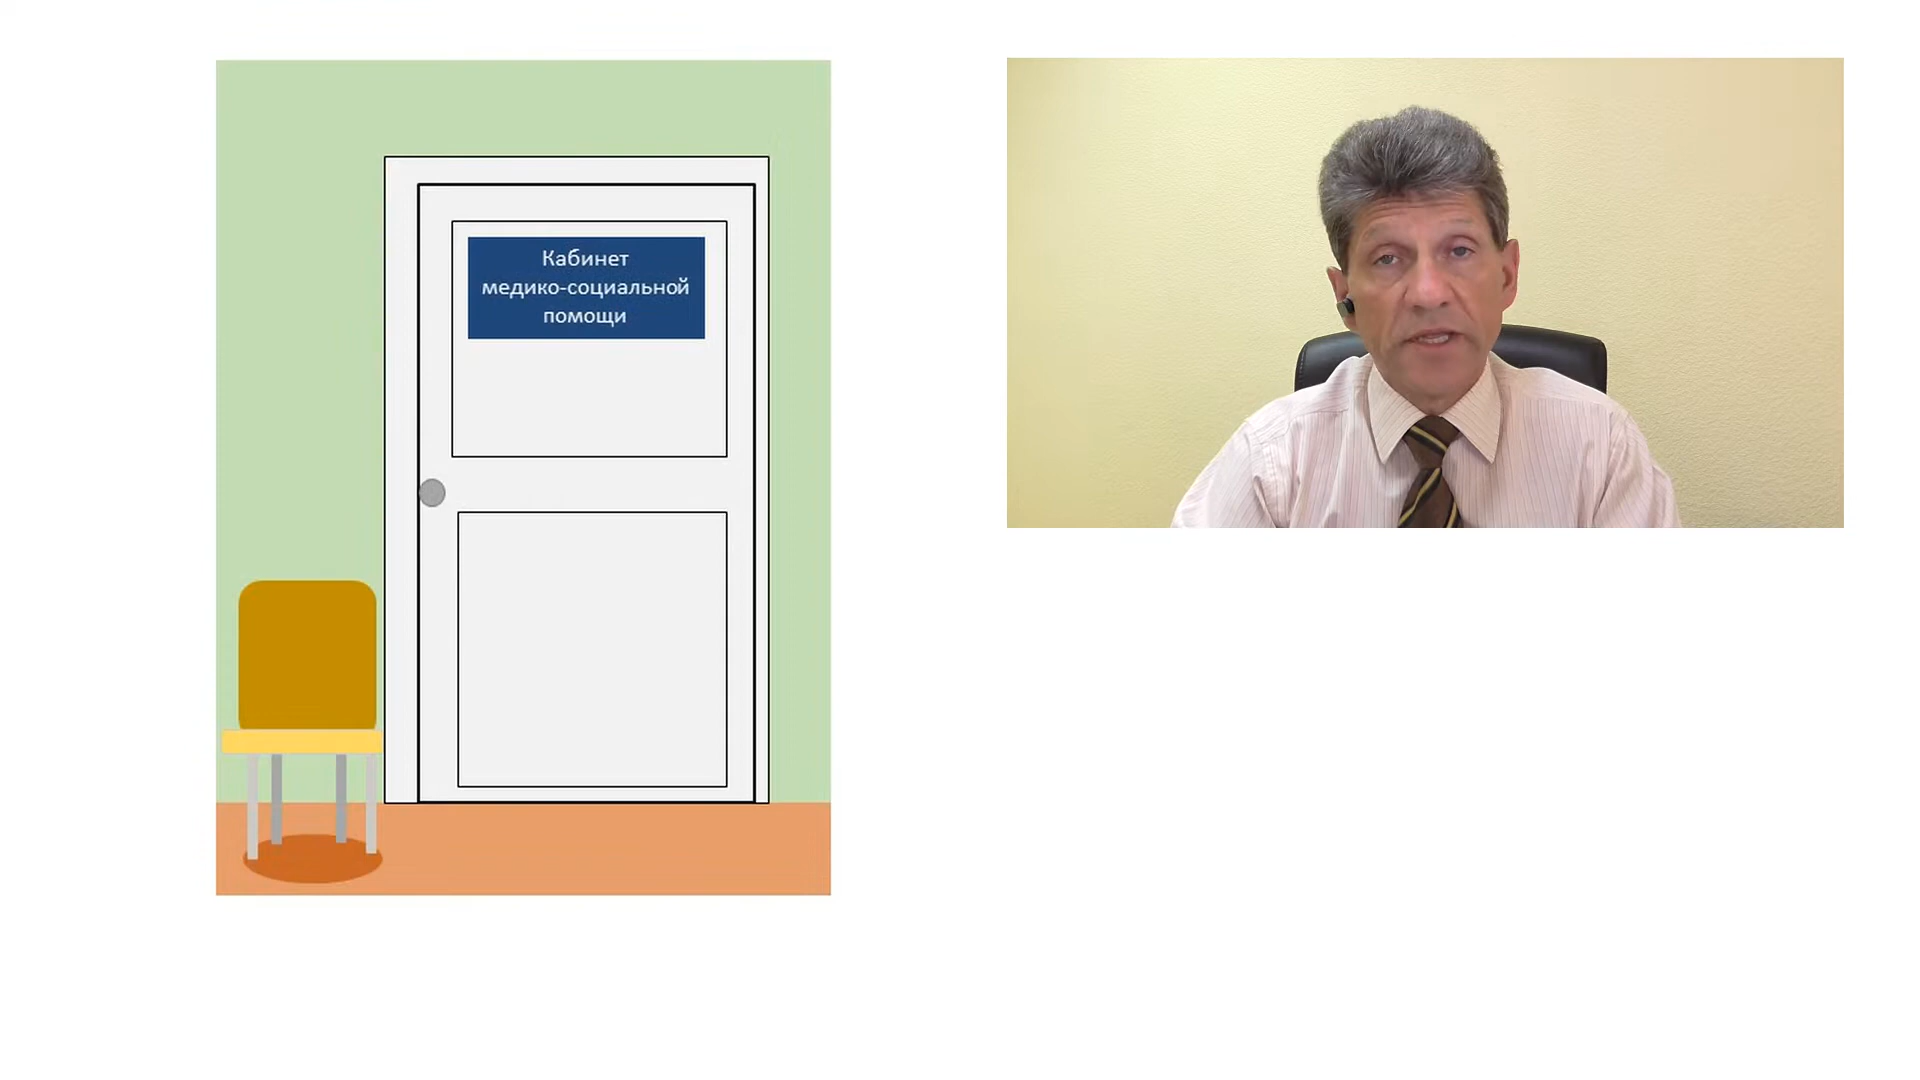 Кабинет
медико-социальной
помощи